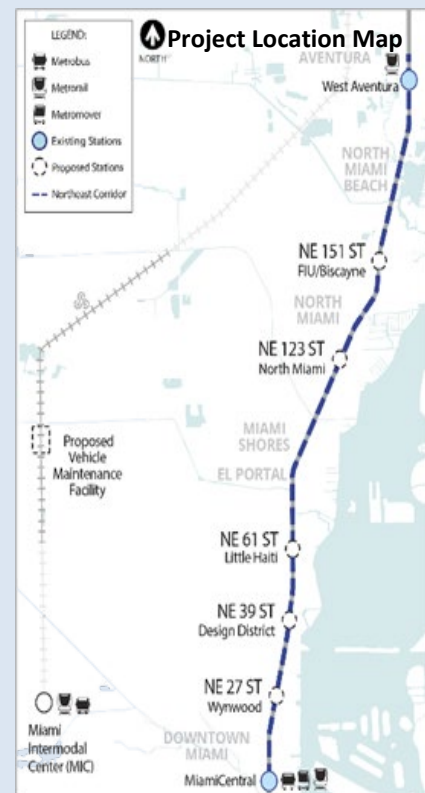 Project Location Map
LEGEND:
Metrobus
Metrorail
Metromover
Existing Stations
Proposed Stations
Northeast Corridor
NORTH
AVENTURA
West Aventura
NORTH
MIAMI
BEACH
NE 151 ST
FIU/Biscayne
NORTH
MIAMI
NE 123 ST
North Miami
MIAMI
SHORES
EL PORTAL
Proposed
Vehicle
Maintenance
Facility
NE 61 ST
Little Haiti
NE 39 ST
Design District
NE 27 ST
Wynwood
Miami
Intermodal
Center (MIC)
DOWNTOWN
MIAMI
MiamiCentral